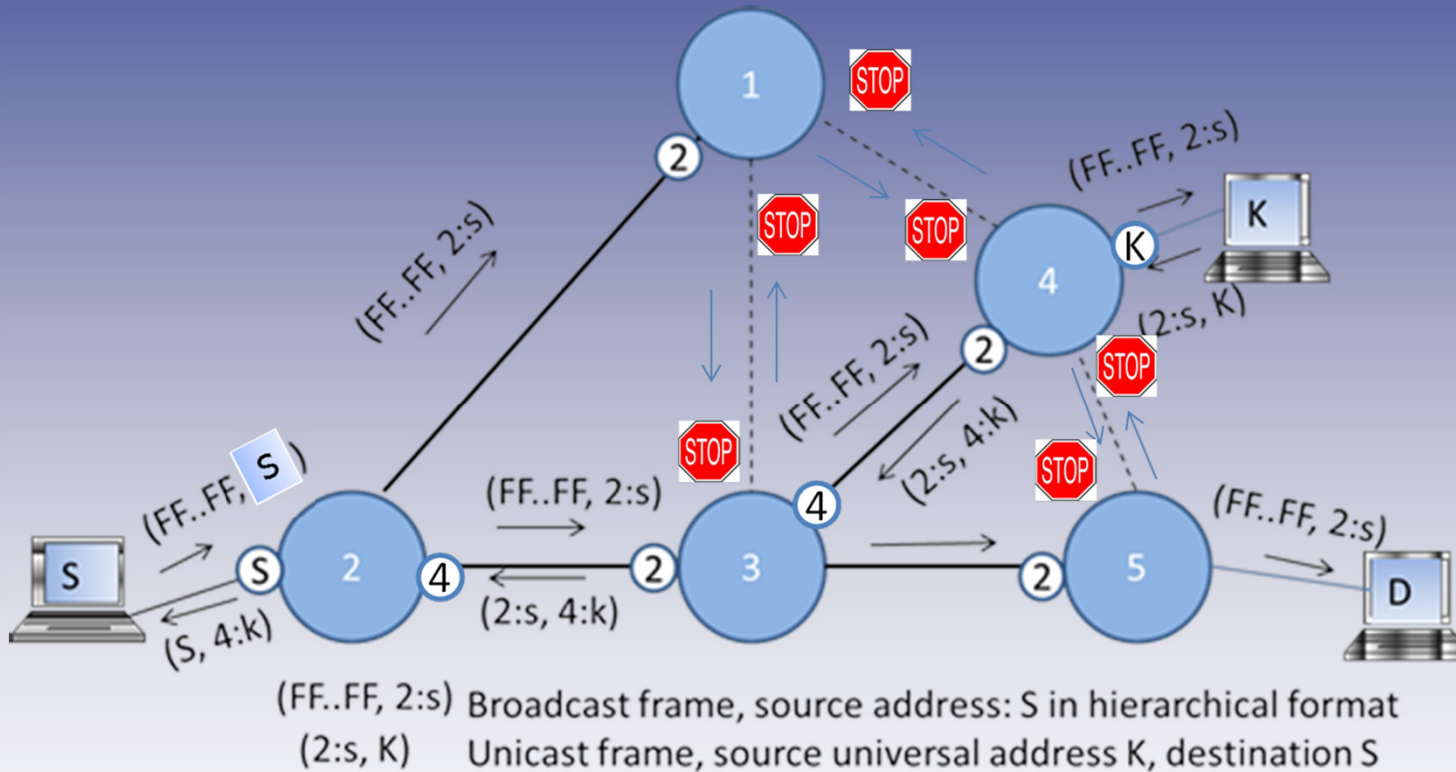 1
STOP
2
(FF..FF, 2:s)
K
STOP
STOP
K
(FF..FF, 2:s)
4
(2:s, K)
(FF..FF, 2:s)
2
STOP
STOP
(2:s, 4:k)
STOP
(FF..FF, S)
(FF..FF, 2:s)
4
(FF..FF, 2:s)
S
S
2
4
2
3
2
5
D
(S, 4:k)
(2:s, 4:k)
(FF..FF, 2:s) Broadcast frame, source address: S in hierarchical format
(2:s, K) Unicast frame, source universal address K, destination S